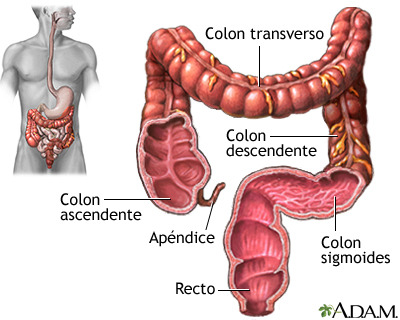 Colon transverso
Colon
descendente
Colon
ascendente
Apéndice
Colon
sigmoides
Recto
A.D.A.M.